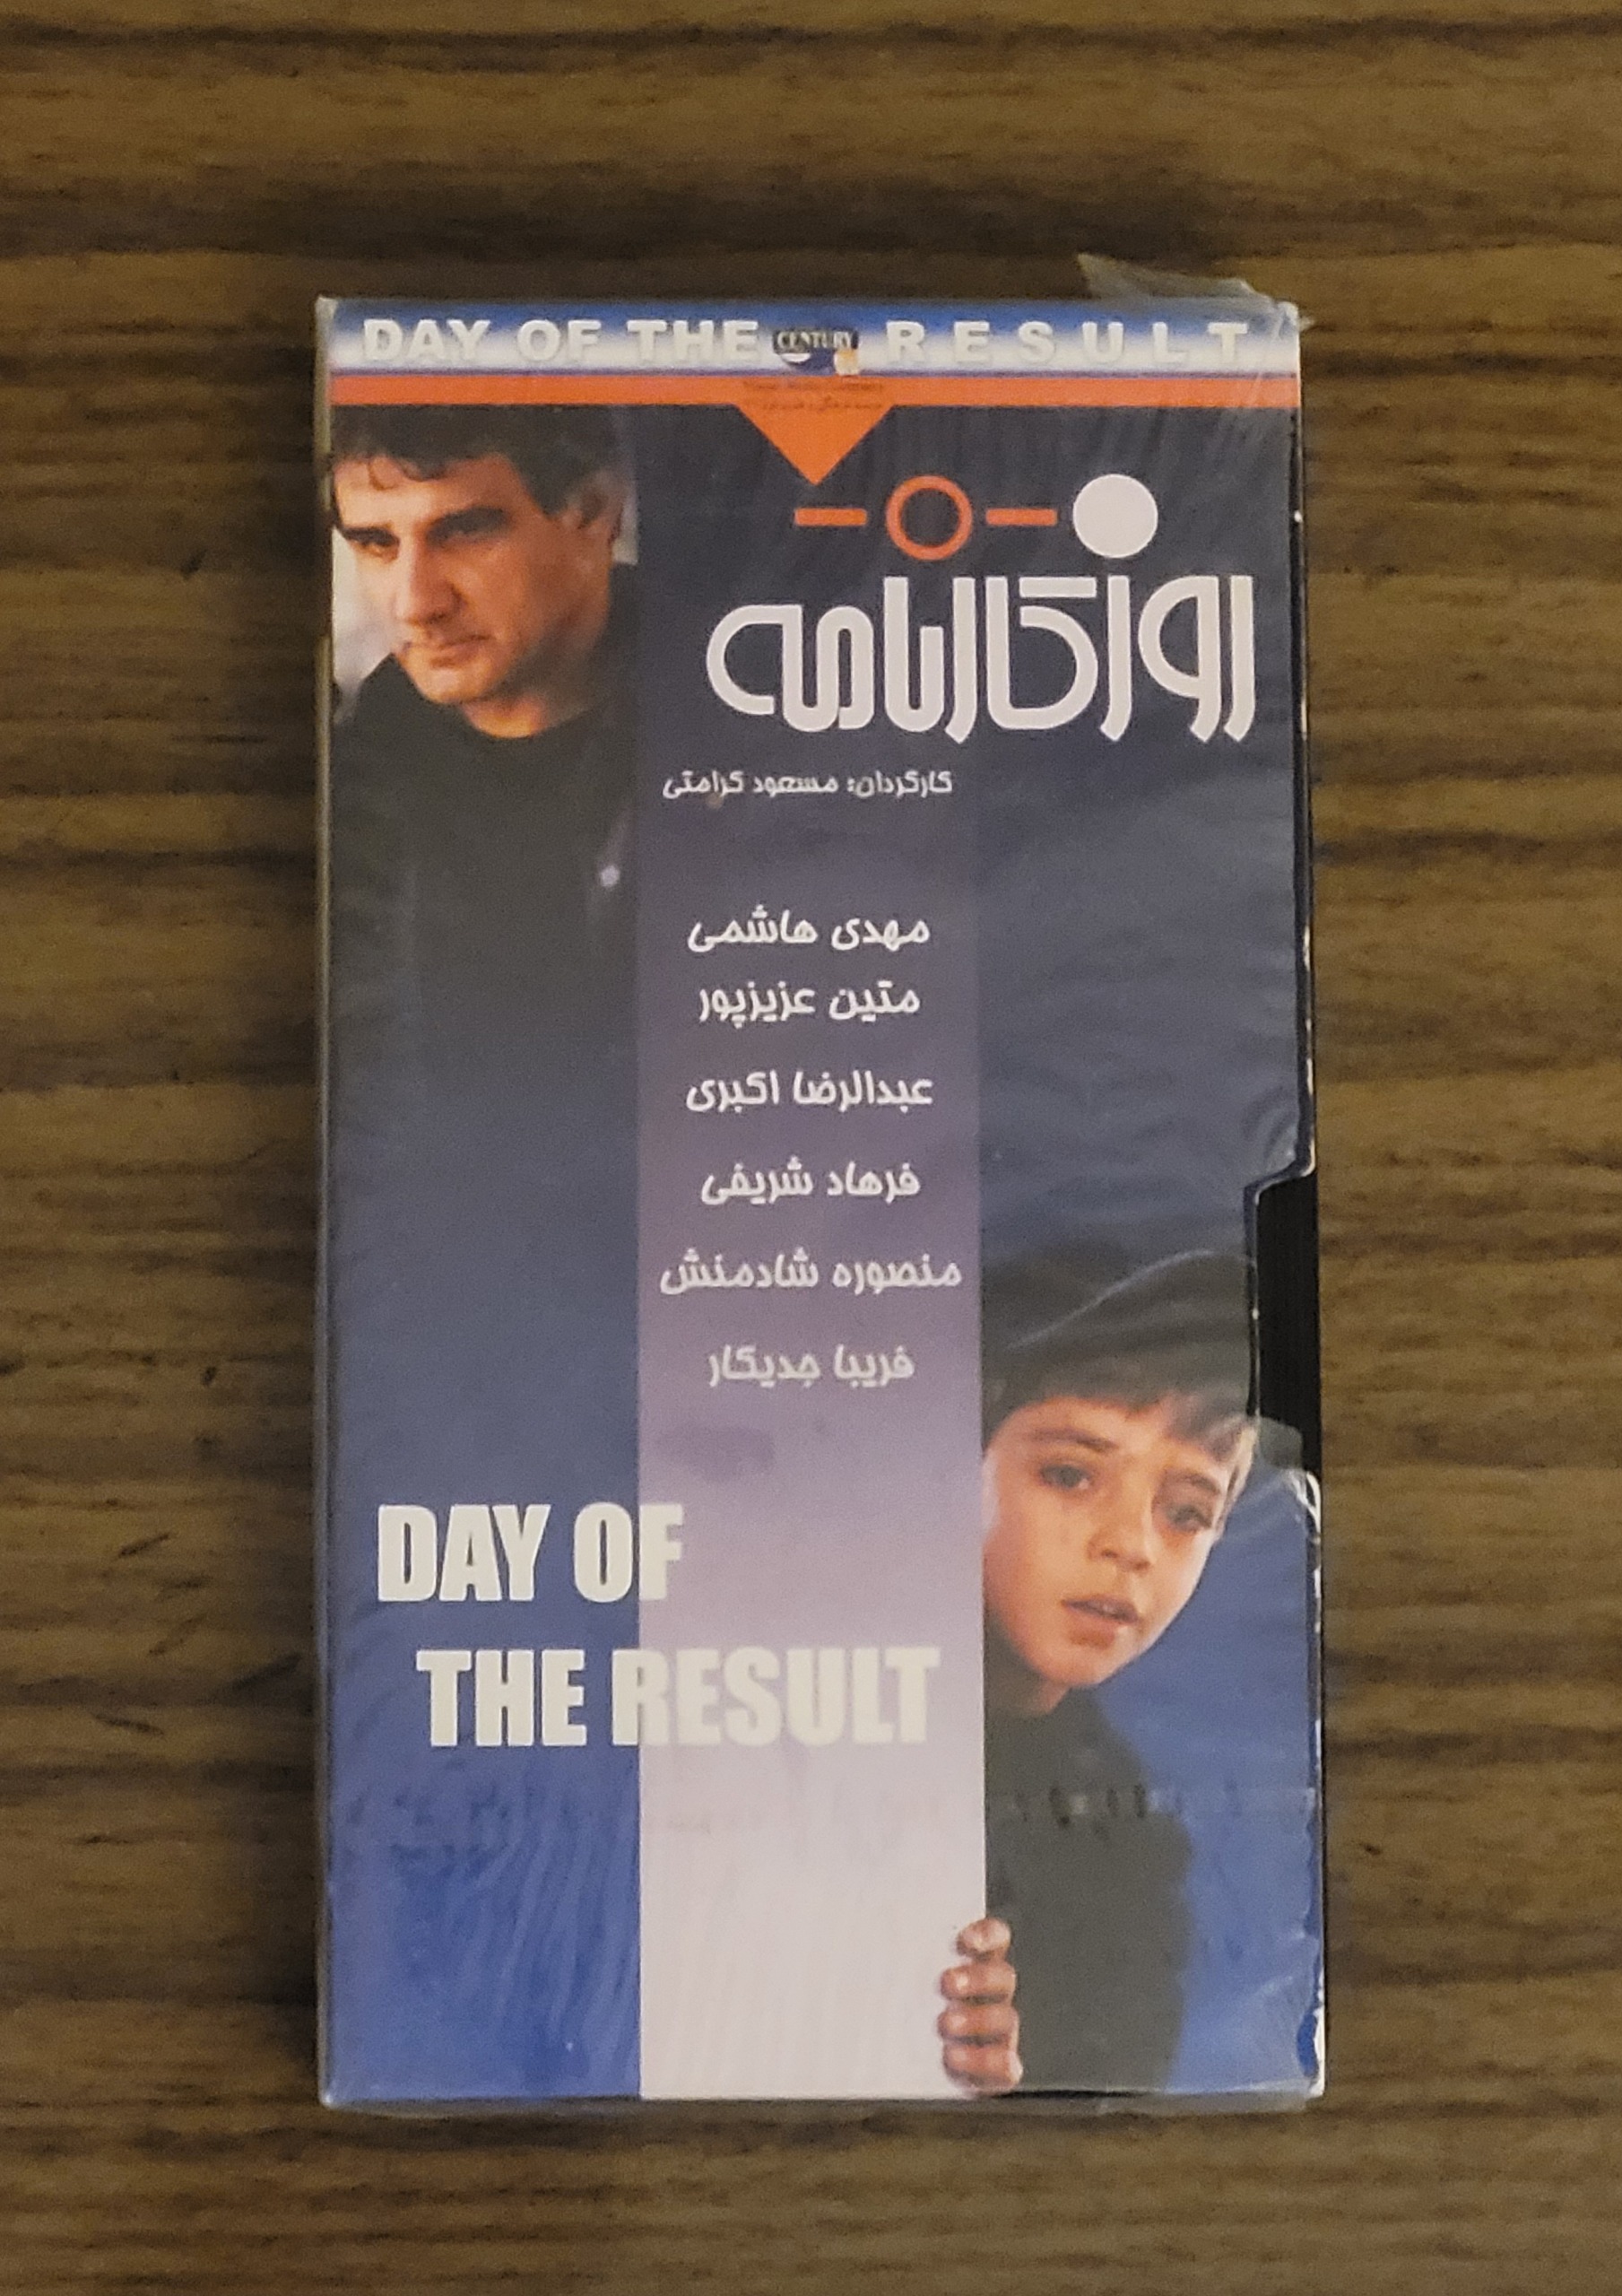 DAY OF THE CENTURY RESULT
روز کارنامه
کارگردان: مسعود کرامتی
مهدی هاشمی
متین عزیزپور
عبدالرضا اکبری
فرهاد شریفی
منصوره شادمنش
فریبا جدیکار
DAY OF
THE RESULT